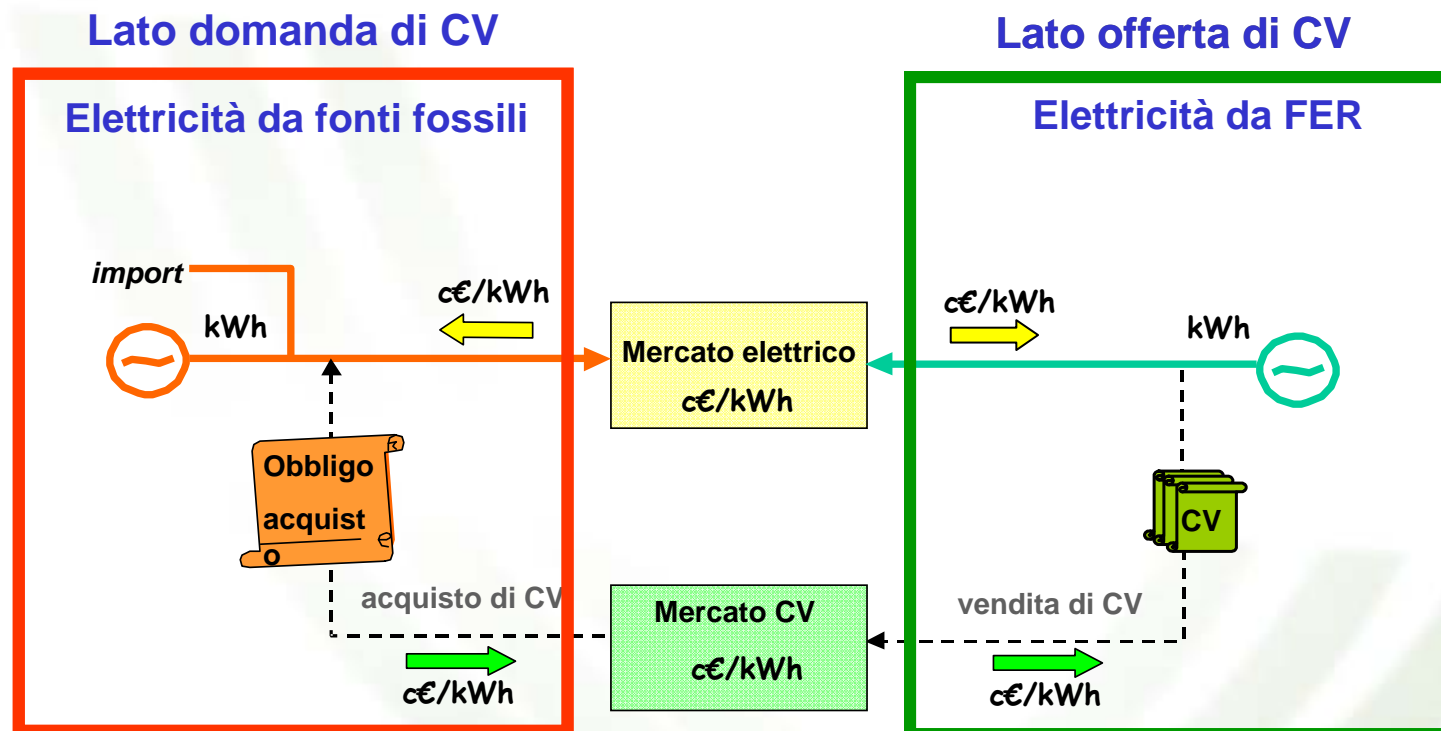 Lato domanda di CV
Lato offerta di CV
Elettricità da fonti fossili
Elettricità da FER
import
kWh
c€/kWh
Mercato elettrico
c€/kWh
c€/kWh
kWh
Obbligo
acquist
o
CV
acquisto di CV
Mercato CV
c€/kWh
vendita di CV
c€/kWh
c€/kWh